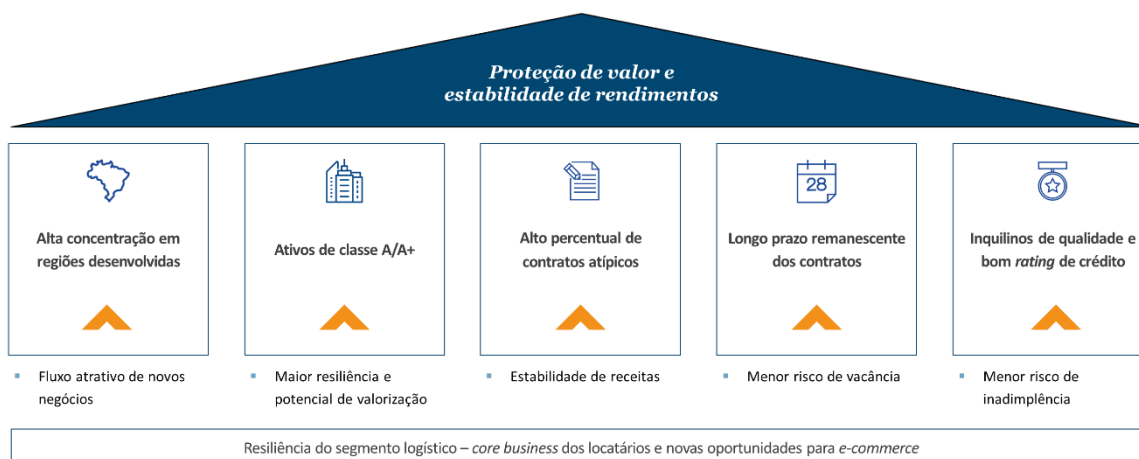 Proteção de valor e
estabilidade de rendimentos
Alta concentração em
regiões desenvolvidas
Ativos de classe A/A+
Alto percentual de
contratos atípicos
28
Longo prazo remanescente
dos contratos
Inquilinos de qualidade e
bom rating de crédito
Fluxo atrativo de novos
negócios
Maior resiliência e
potencial de valorização
Estabilidade de receitas
Menor risco de vacância
Menor risco de
inadimplência
Resiliência do segmento logístico – core business dos locatários e novas oportunidades para e-commerce